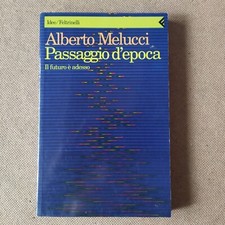 Idee/Feltrinelli
Alberto Melucci
Passaggio d'epoca
Il futuro è adesso